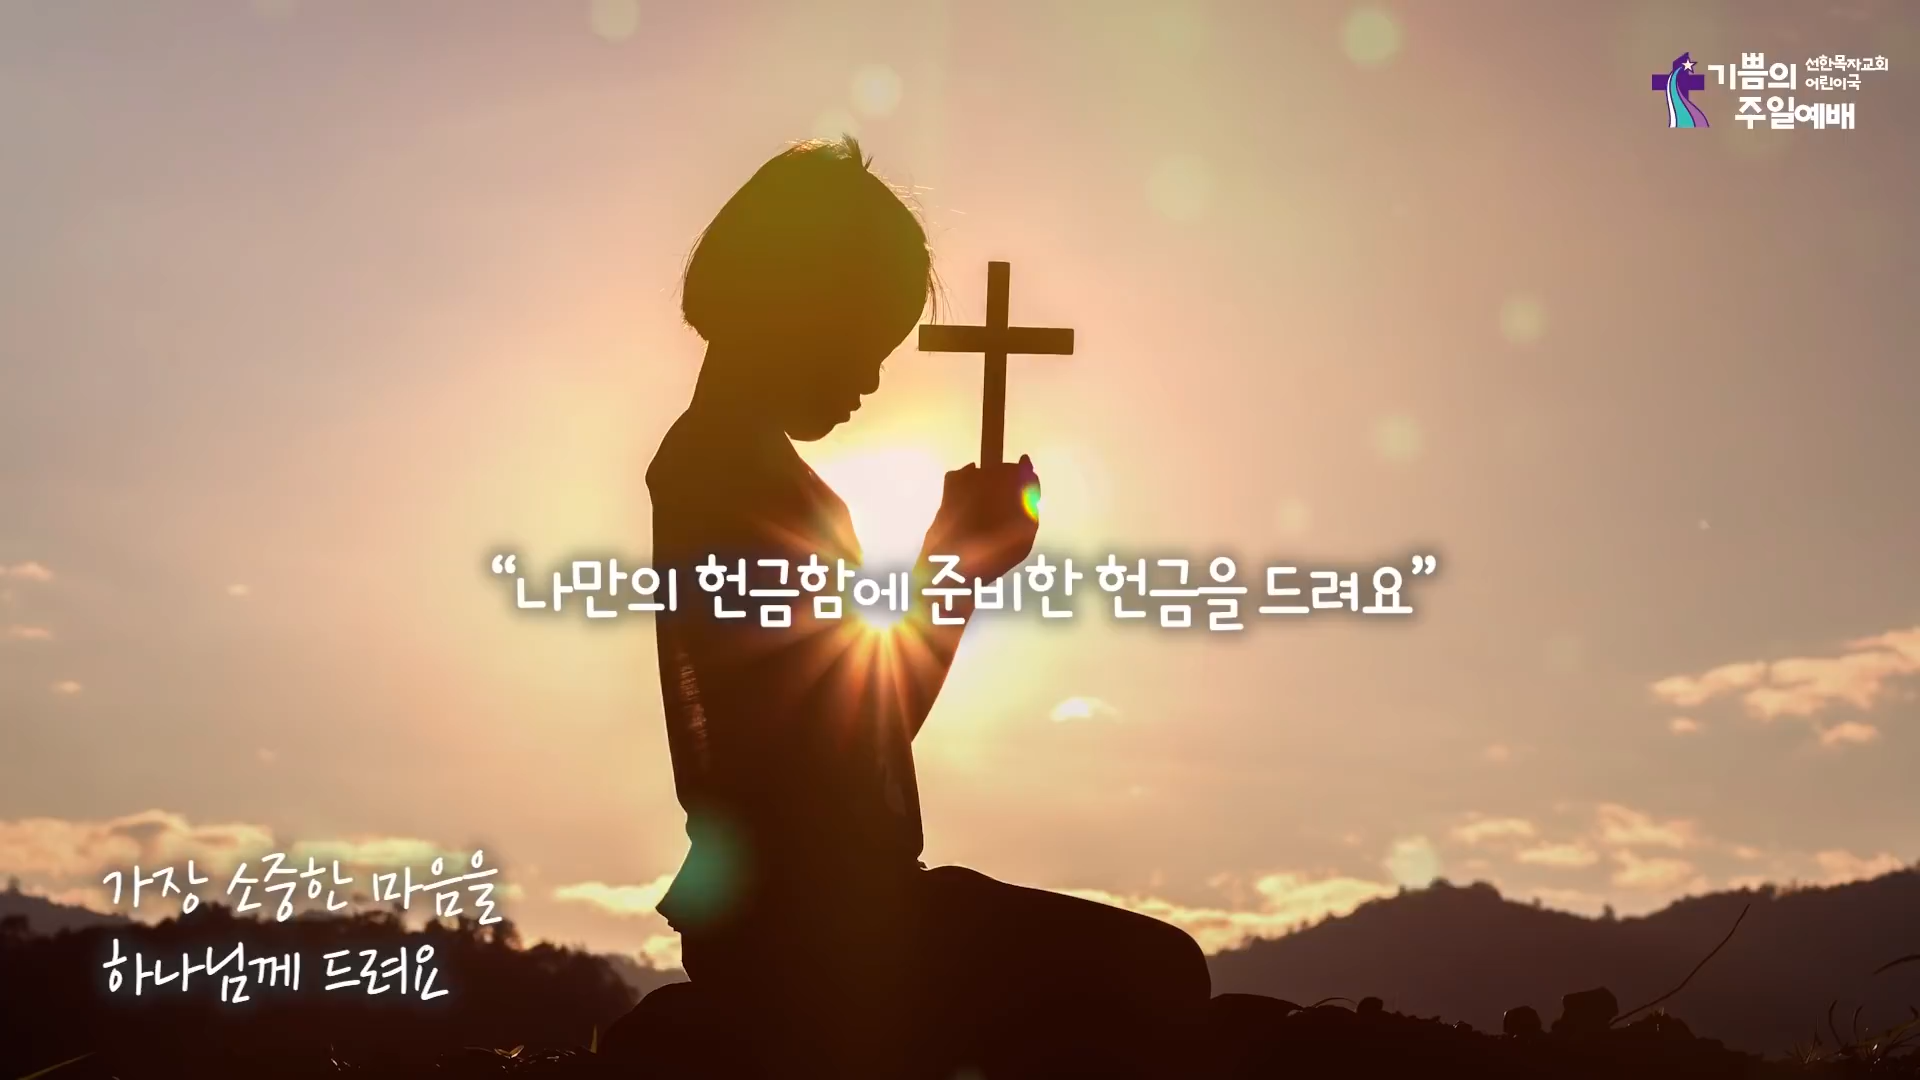 기쁨의 선한목자교회
어린이국
주일예배
“나만의 헌금함에 준비한 헌금을 드려요”
가장 소중한 마음을
하나님께 드려요